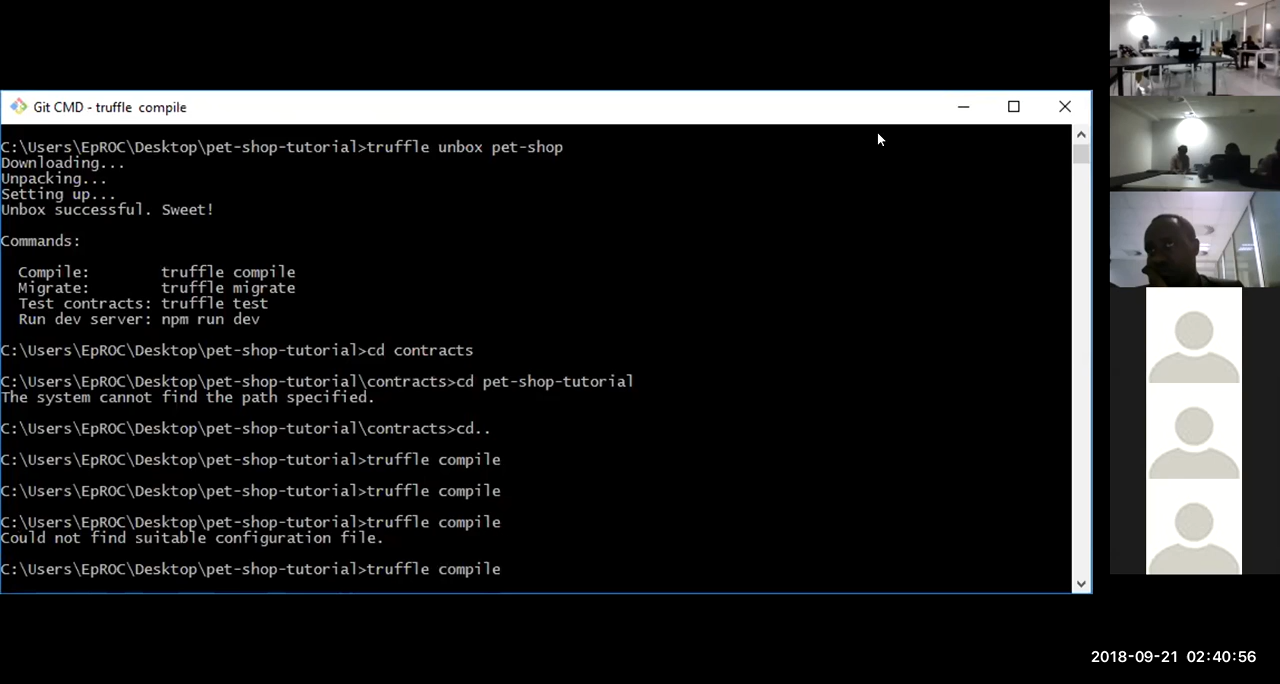 Git CMD - truffle  compile
C:\Users\EpROC\Desktop\pet-shop-tutorial>truffle unbox pet-shop
Downloading...
Unpacking...
Setting up...
Unbox successful. Sweet!
Commands:
Compile:        truffle compile
Migrate:        truffle migrate
Test contracts: truffle test
Run dev server: npm run dev
C:\Users\EpROC\Desktop\pet-shop-tutorial>cd contracts
C:\Users\EpROC\Desktop\pet-shop-tutorial\contracts>cd pet-shop-tutorial
The system cannot find the path specified.
C:\Users\EpROC\Desktop\pet-shop-tutorial\contracts>cd..
C:\Users\EpROC\Desktop\pet-shop-tutorial>truffle compile
C:\Users\EpROC\Desktop\pet-shop-tutorial>truffle compile
C:\Users\EpROC\Desktop\pet-shop-tutorial>truffle compile
Could not find suitable configuration file.
C:\Users\EpROC\Desktop\pet-shop-tutorial>truffle compile
2018-09-21 02:40:56